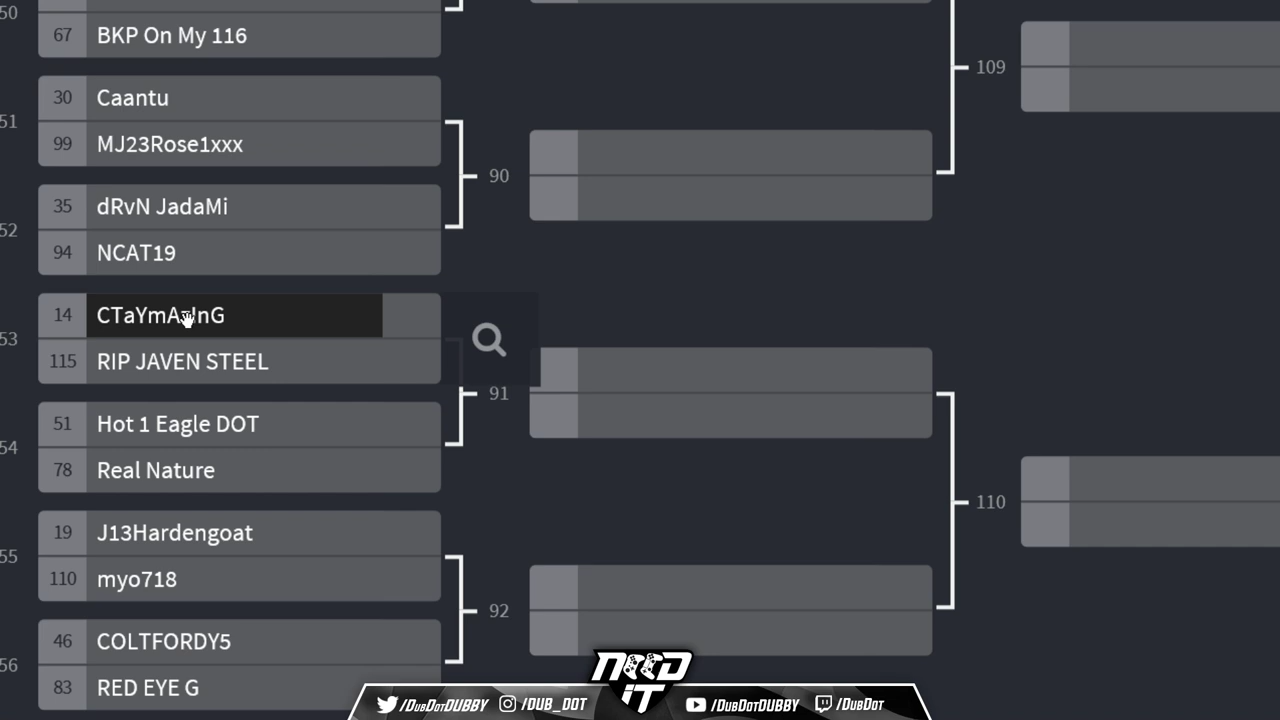 50
67 BKP On My 116
109
30 Caantu
51
99 MJ23Rose1xxx
90
35 dRvN JadaMi
52
94 NCAT19
14
53
115 RIP JAVEN STEEL
91
51 Hot 1 Eagle DOT
54
78 Real Nature
110
19 J13Hardengoat
55
110 myo718
92
46 COLTFORDY5
56
83 RED EYE G
NEED
IT
/DubDotDUBBY /DUB_DOT /DubDotDUBBY /DubDot